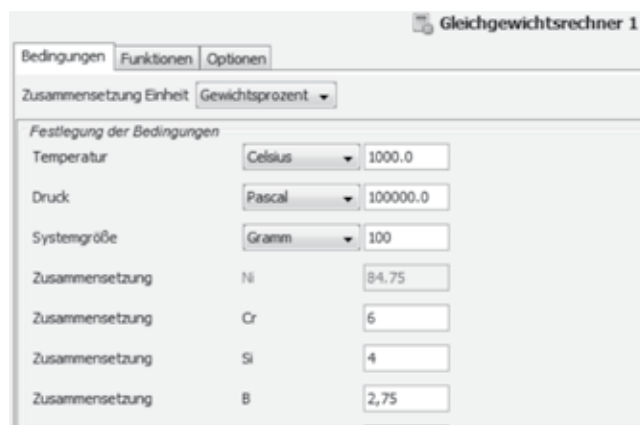 Gleichgewichtsrechner 1
Bedingungen Funktionen Optionen
Zusammensetzung Einheit Gewichtsprozent
Festlegung der Bedingungen
Temperatur Celsius 1000.0
Druck Pascal 100000.0
Systemgröße Gramm 100
Zusammensetzung Ni 84.75
Zusammensetzung Cr 6
Zusammensetzung Si 4
Zusammensetzung B 2,75